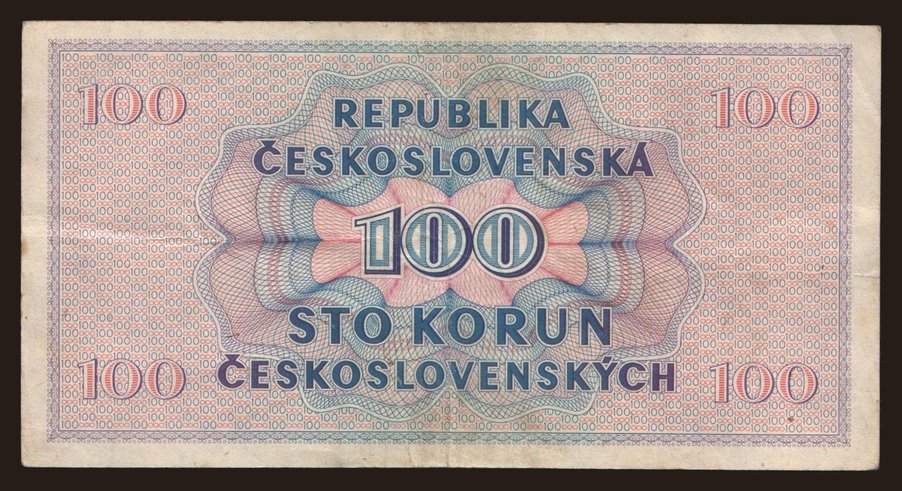 100 100
REPUBLIKA
ČESKOSLOVENSKÁ
100
STO KORUN
ČESKOSLOVENSKÝCH
100 100